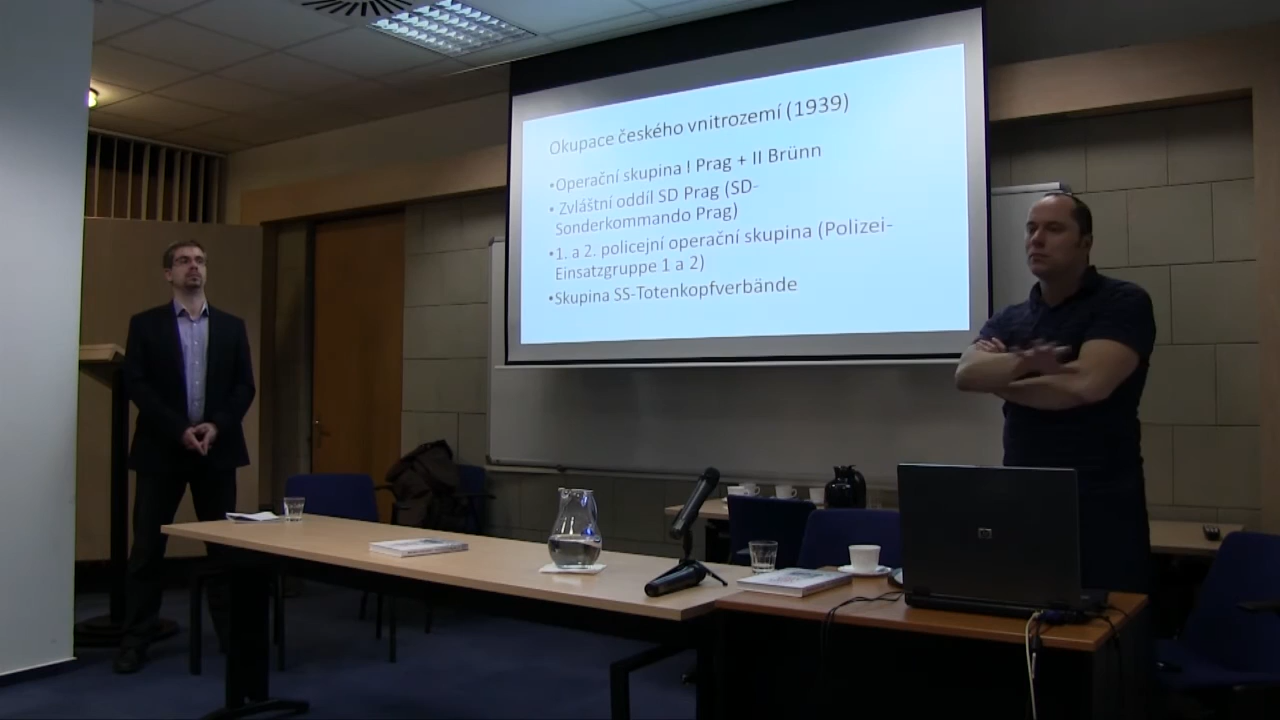 Okupace českého vnitrozemí (1939)
•Operační skupina I Prag + II Brünn
• Zvláštní oddíl SD Prag (SD-
Sonderkommando Prag)
•1. a 2. policejní operační skupina (Polizei-
Einsatzgruppe 1 a 2)
•Skupina SS-Totenkopfverbände
hp